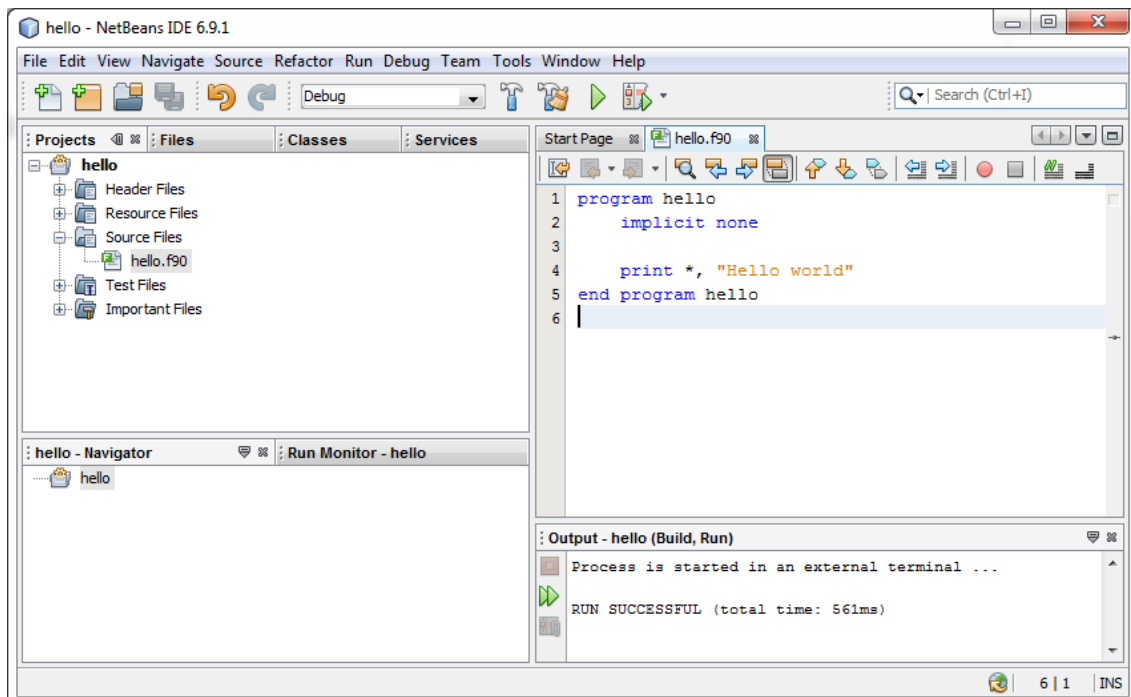 hello - NetBeans IDE 6.9.1
File Edit View Navigate Source Refactor Run Debug Team Tools Window Help
Debug
Search (Ctrl+I)
Projects Files Classes Services
hello
Header Files
Resource Files
Source Files
hello.f90
Test Files
Important Files
hello - Navigator Run Monitor - hello
hello
Start Page hello.f90
1 program hello
2 implicit none
3
4 print *, "Hello world"
5 end program hello
6
Output - hello (Build, Run)
Process is started in an external terminal ...
RUN SUCCESSFUL (total time: 561ms)
6 | 1 INS